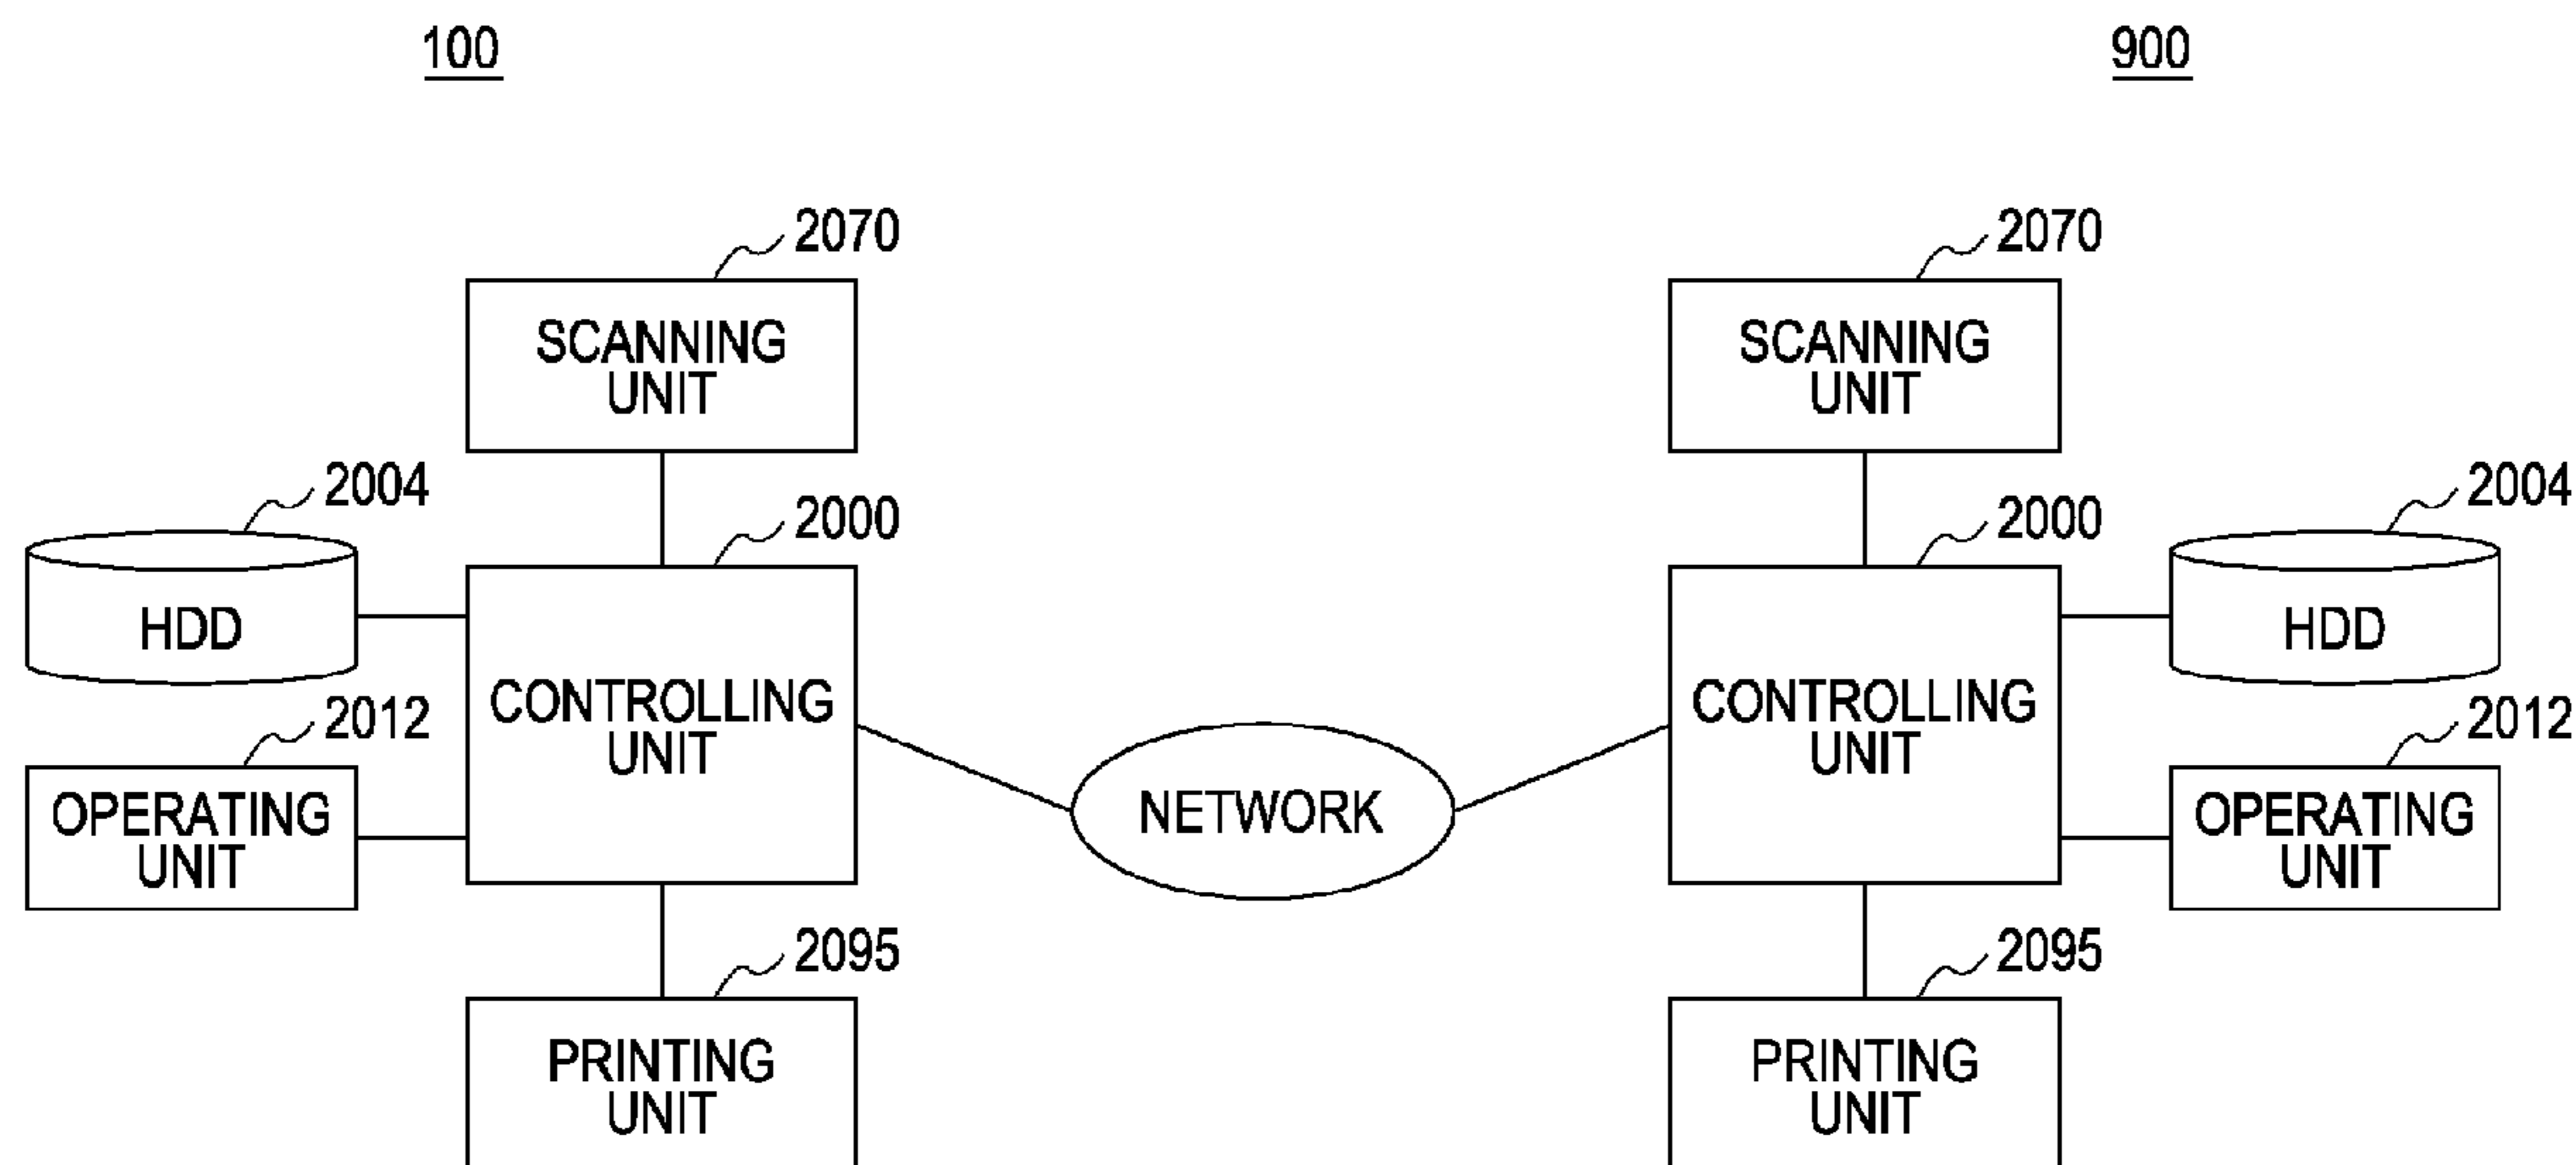 100
900
2070
SCANNING
UNIT
2070
SCANNING
UNIT
2004
HDD
2000
CONTROLLING
UNIT
2012
OPERATING
UNIT
NETWORK
2000
CONTROLLING
UNIT
2004
HDD
2012
OPERATING
UNIT
2095
PRINTING
UNIT
2095
PRINTING
UNIT